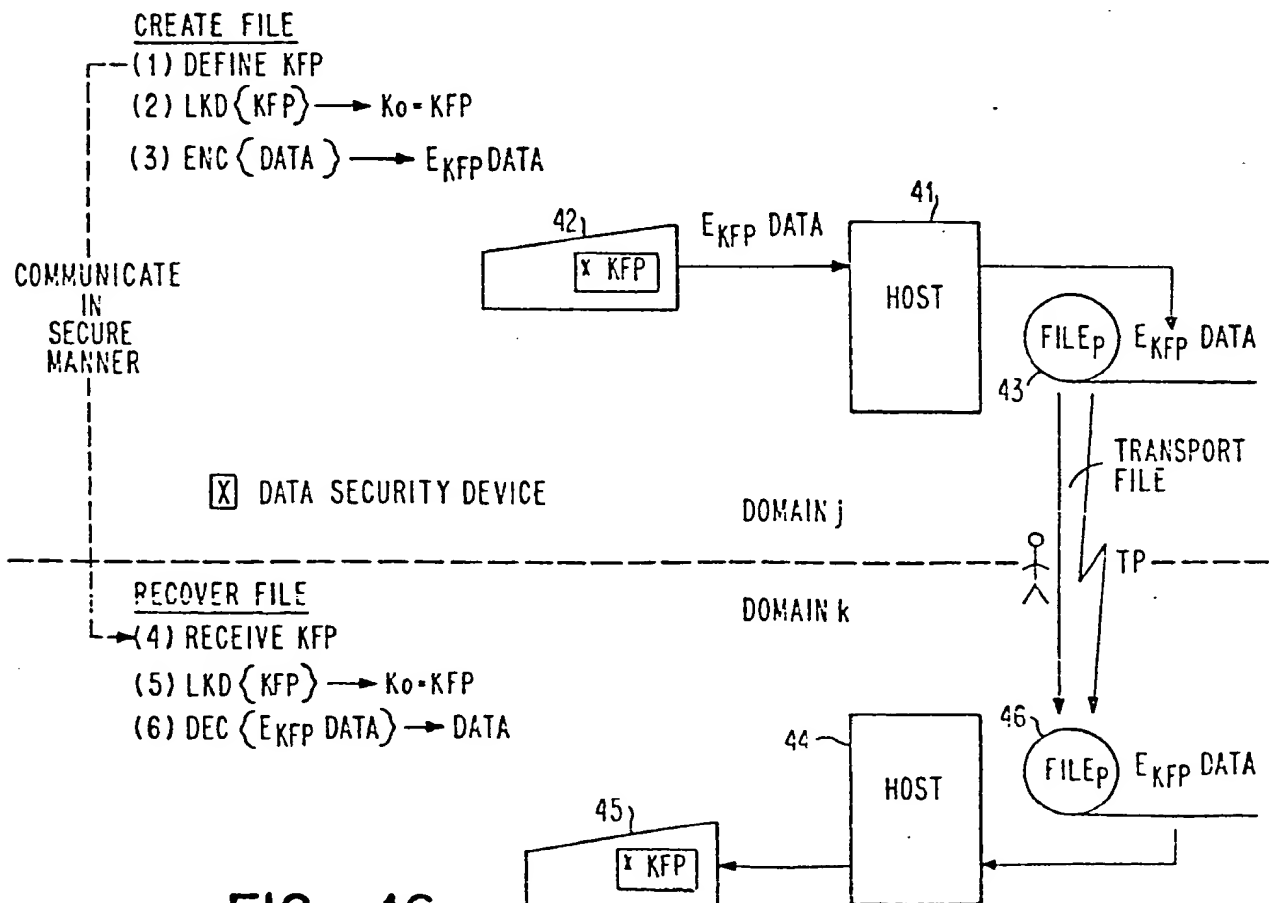 CREATE FILE
(1) DEFINE KFP
(2) LKD{KFP} → Ko=KFP
(3) ENC{DATA} → EKFP DATA
COMMUNICATE
IN
SECURE
MANNER
42
X KFP
EKFP DATA
41
HOST
FILEP
EKFP DATA
43
TRANSPORT
FILE
X DATA SECURITY DEVICE
DOMAIN j
TP
RECOVER FILE
DOMAIN k
(4) RECEIVE KFP
(5) LKD{KFP} → Ko=KFP
(6) DEC{EKFP DATA} → DATA
44
HOST
46
FILEP
EKFP DATA
45
X KFP